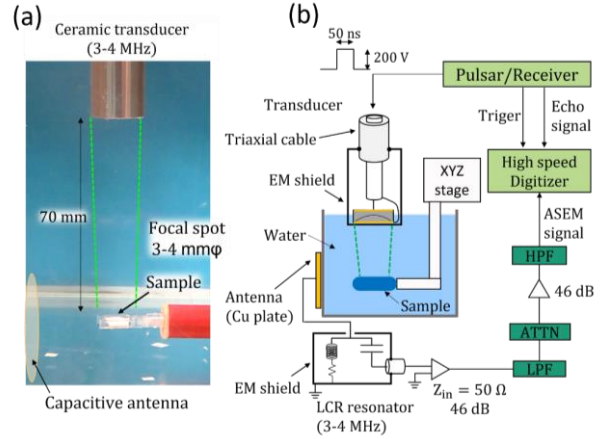 (a)
Ceramic transducer
(3-4 MHz)
70 mm
Focal spot
3-4 mmφ
Sample
Capacitive antenna
(b)
50 ns
200 V
Pulsar/Receiver
Transducer
Triaxial cable
Triger
Echo
signal
EM shield
XYZ
stage
High speed
Digitizer
ASEM
signal
Water
HPF
46 dB
Antenna
(Cu plate)
Sample
ATTN
LPF
EM shield
Zin = 50 Ω
46 dB
LCR resonator
(3-4 MHz)